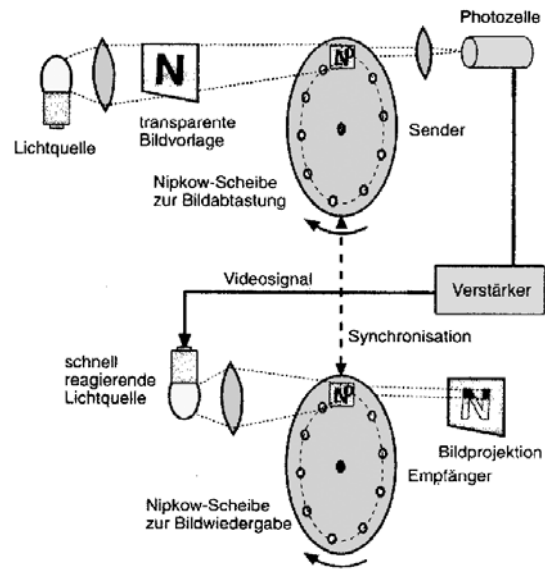 Photozelle
N
N
Lichtquelle
transparente
Bildvorlage
Sender
Nipkow-Scheibe
zur Bildabtastung
Videosignal
Verstärker
Synchronisation
schnell
reagierende
Lichtquelle
N
N
Bildprojektion
Empfänger
Nipkow-Scheibe
zur Bildwiedergabe